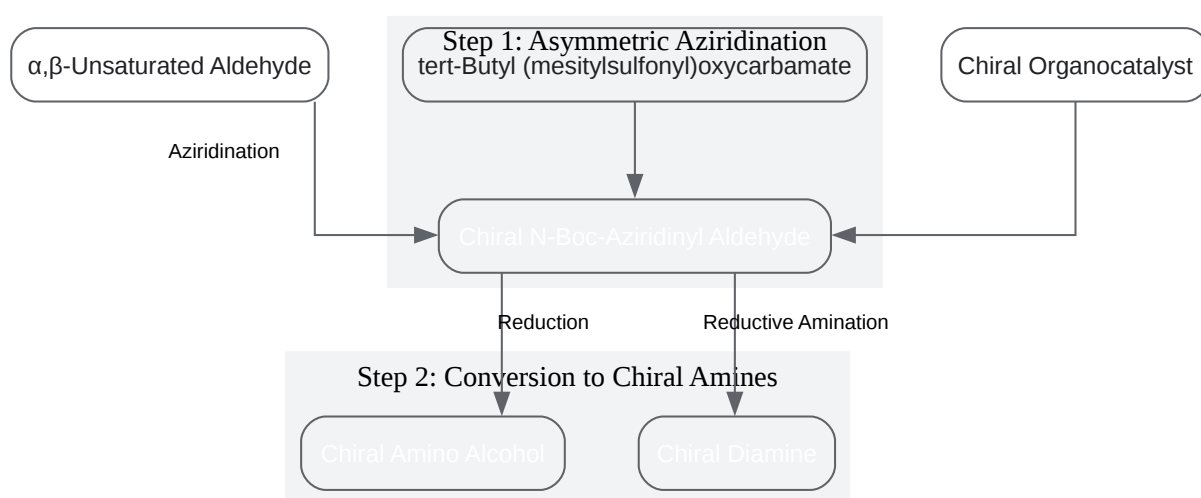 Step 1: Asymmetric Aziridination
α,β-Unsaturated Aldehyde
tert-Butyl (mesitylsulfonyl)oxycarbamate
Chiral Organocatalyst
Aziridination
Chiral N-Boc-Aziridinyl Aldehyde
Reduction
Reductive Amination
Step 2: Conversion to Chiral Amines
Chiral Amino Alcohol
Chiral Diamine